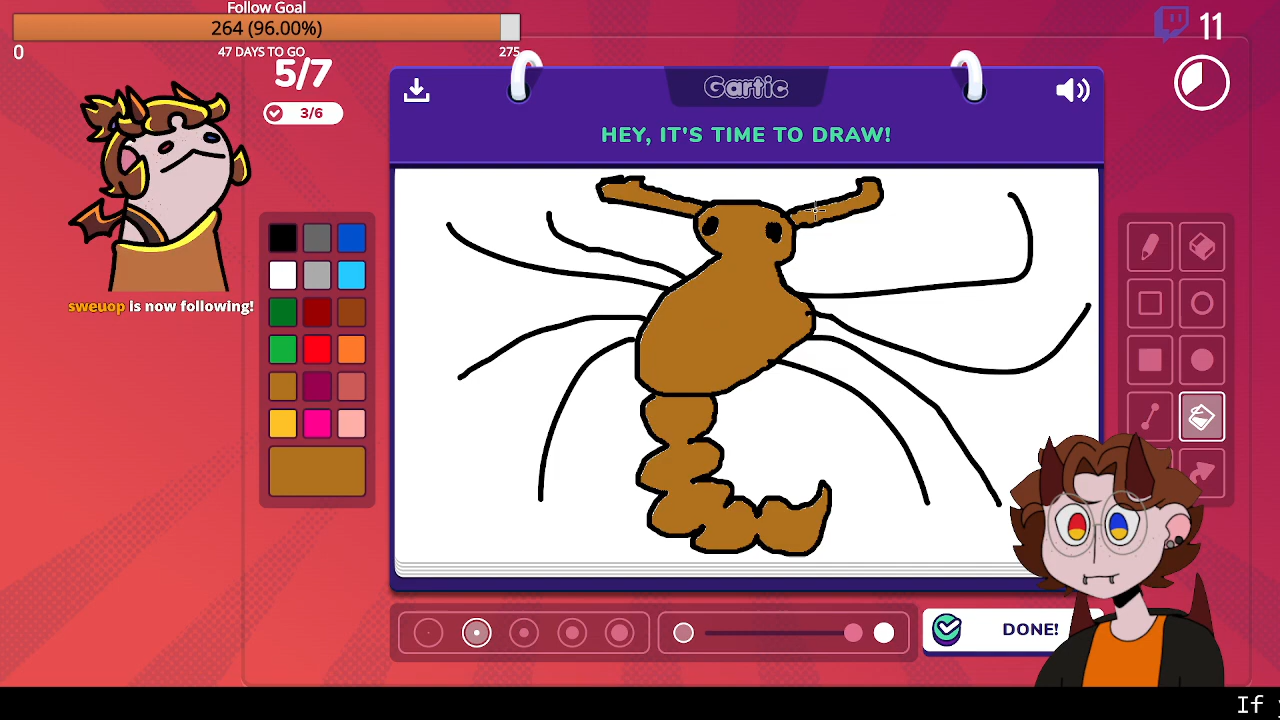 Follow Goal
264 (96.00%)
0
47 DAYS TO GO
275
11
5/7
3/6
Gartic
HEY, IT'S TIME TO DRAW!
sweuop is now following!
DONE!
If